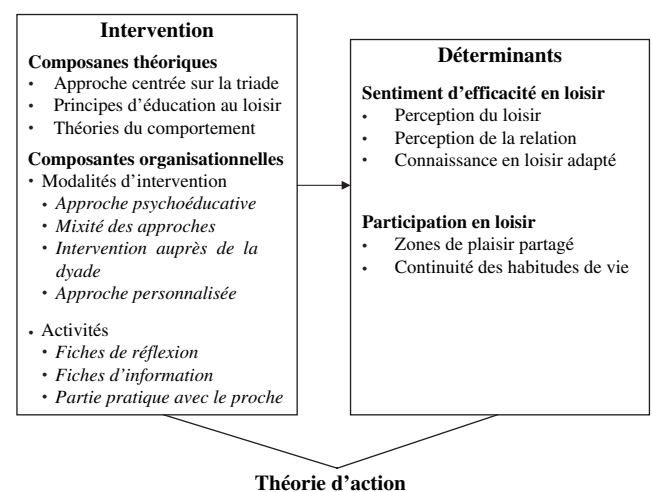 Intervention
Composanes théoriques
• Approche centrée sur la triade
• Principes d'éducation au loisir
• Théories du comportement
Composantes organisationnelles
• Modalités d'intervention
• Approche psychoéducative
• Mixité des approches
• Intervention auprès de la
dyade
• Approche personnalisée
• Activités
• Fiches de réflexion
• Fiches d'information
• Partie pratique avec le proche
Déterminants
Sentiment d'efficacité en loisir
• Perception du loisir
• Perception de la relation
• Connaissance en loisir adapté
Participation en loisir
• Zones de plaisir partagé
• Continuité des habitudes de vie
Théorie d'action